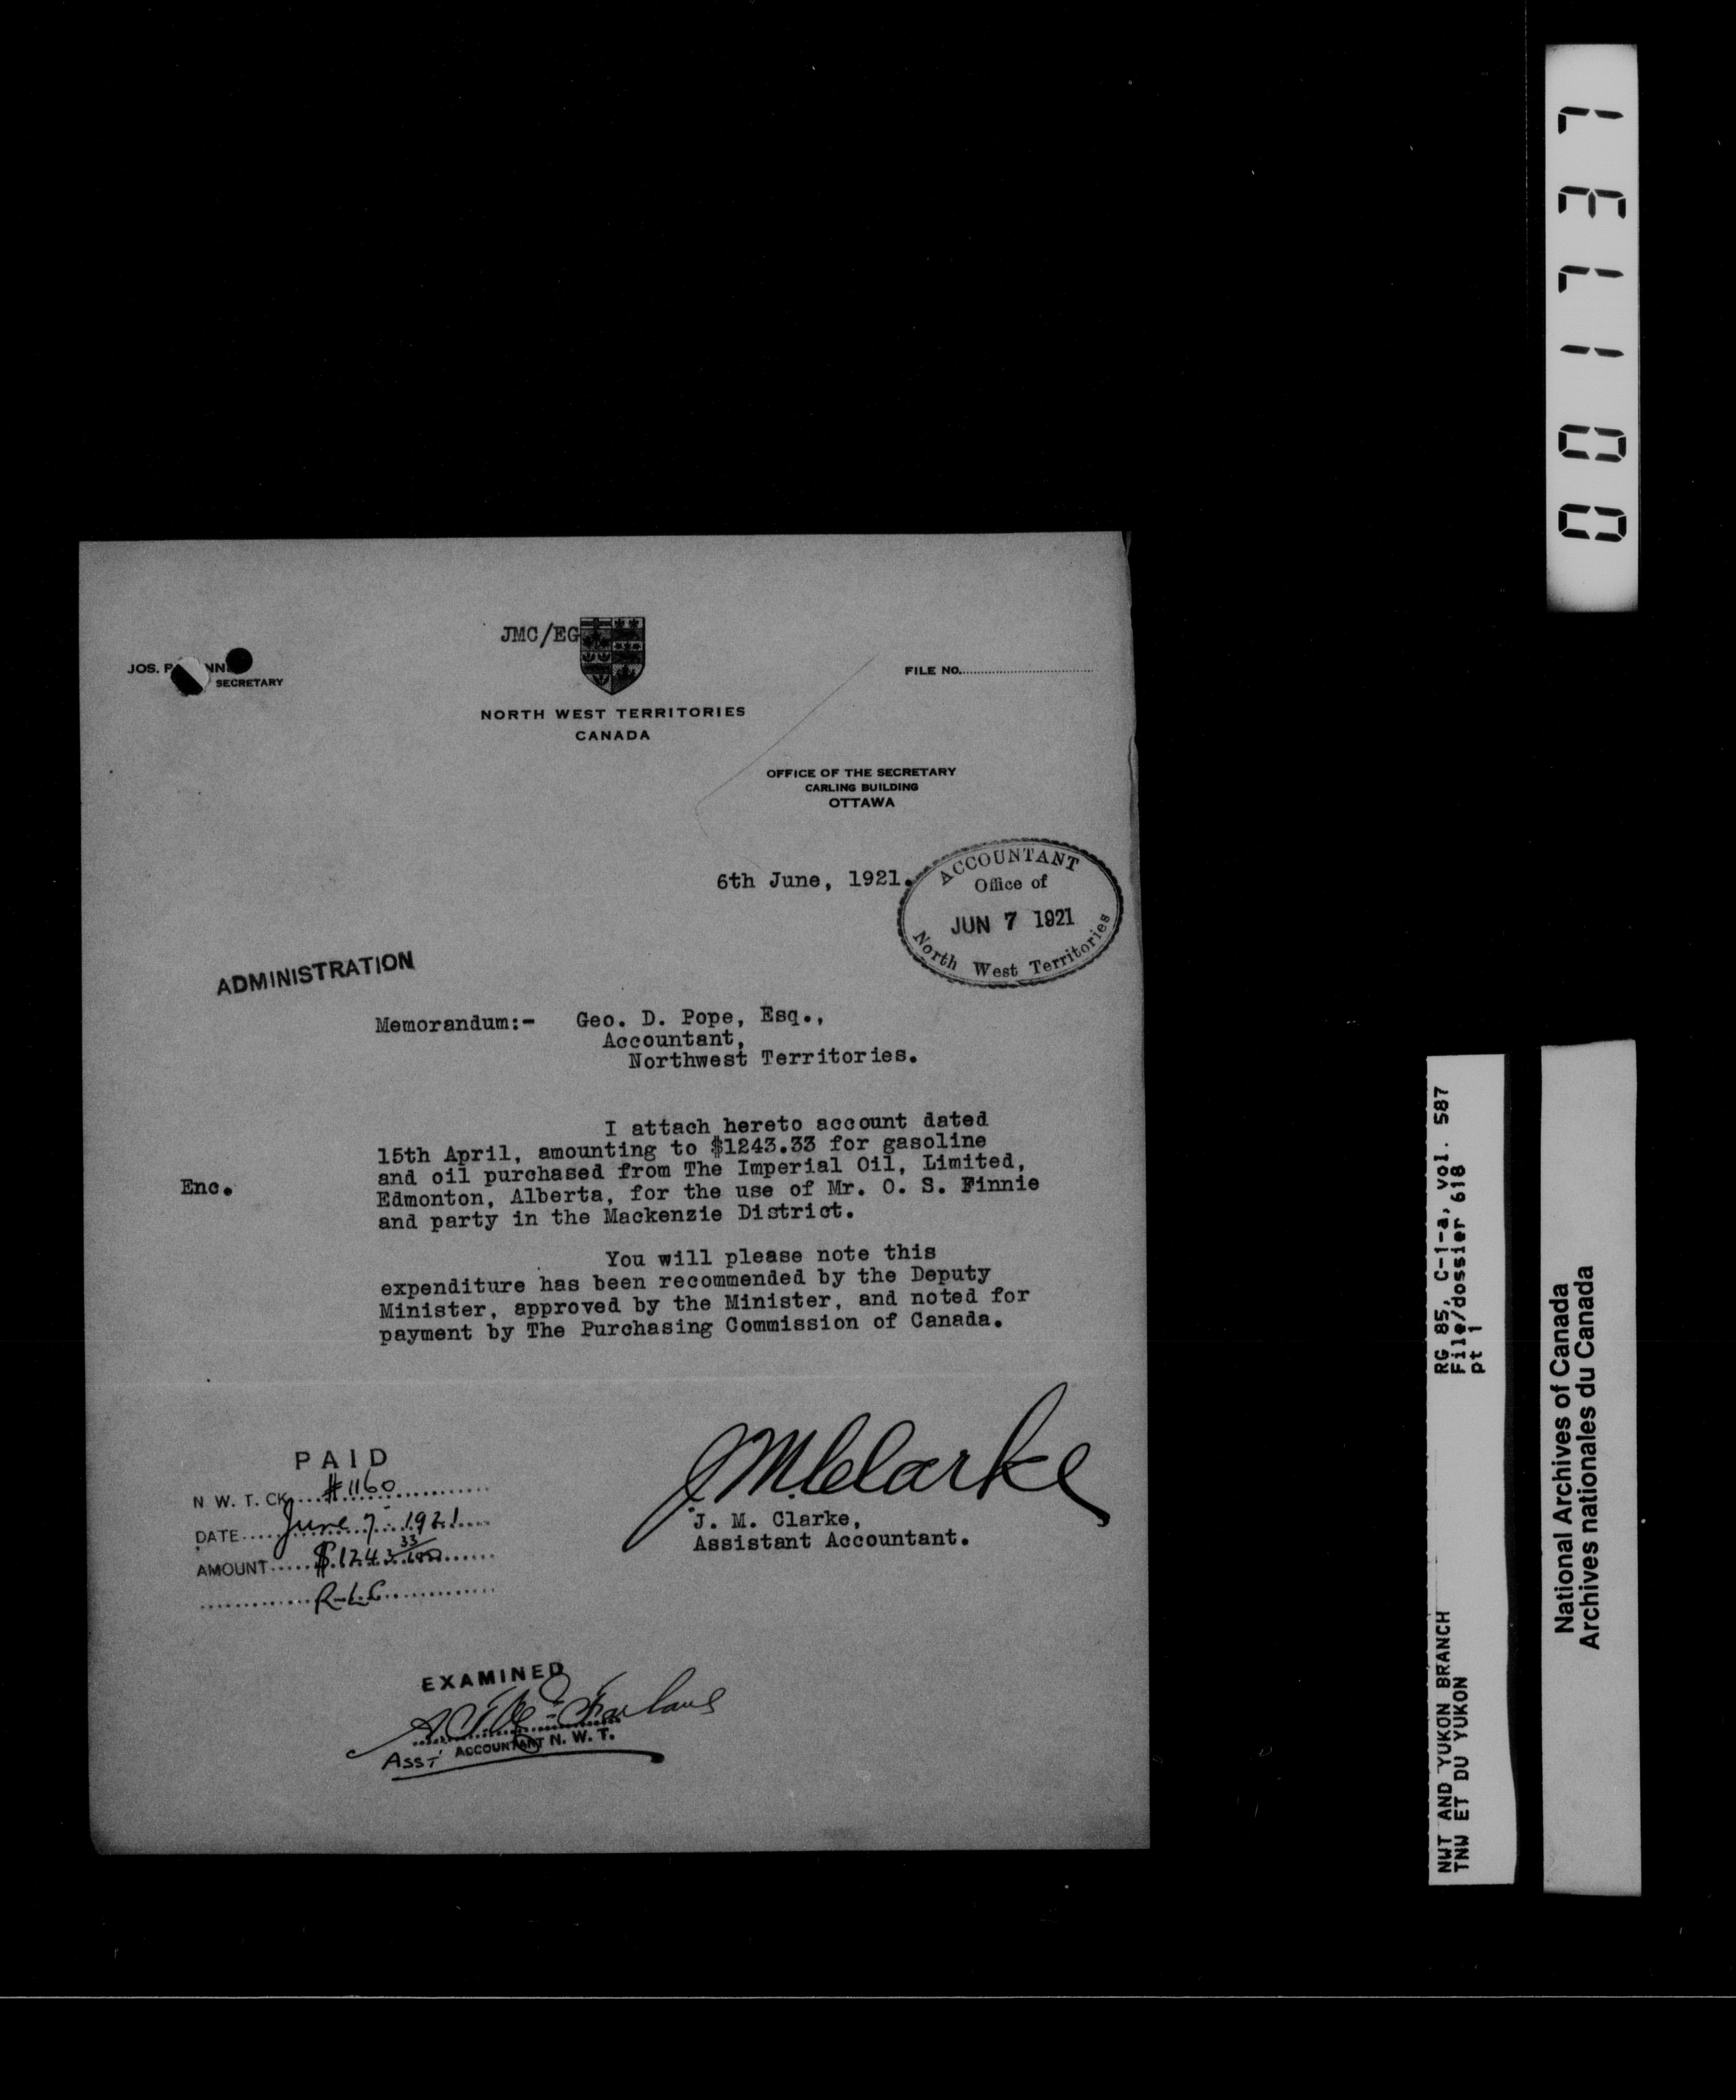 JMC/EG
JOS. P
SECRETARY
FILE NO.
NORTH WEST TERRITORIES
CANADA
OFFICE OF THE SECRETARY
CARLING BUILDING
OTTAWA
6th June, 1921.
ACCOUNTANT
Office of
JUN 7 1921
North West Territories
ADMINISTRATION
Memorandum:- Geo. D. Pope, Esq.,
Accountant,
Northwest Territories.
I attach hereto account dated
15th April, amounting to $1243.33 for gasoline
and oil purchased from The Imperial Oil, Limited,
Enc.
Edmonton, Alberta, for the use of Mr. O. S. Finnie
and party in the Mackenzie District.
You will please note this
expenditure has been recommended by the Deputy
Minister, approved by the Minister, and noted for
payment by The Purchasing Commission of Canada.
J M Clarke
J. M. Clarke,
Assistant Accountant.
PAID
N. W. T. CK. #1160
DATE June 7 1921
AMOUNT $1243 33/100
R-L.C
EXAMINED
Asst ACCOUNTANT N. W. T.
001131
RG 85, C-1-a, vol. 587
File/dossier 618
pt 1
NWT AND YUKON BRANCH
TNW ET DU YUKON
National Archives of Canada
Archives nationales du Canada